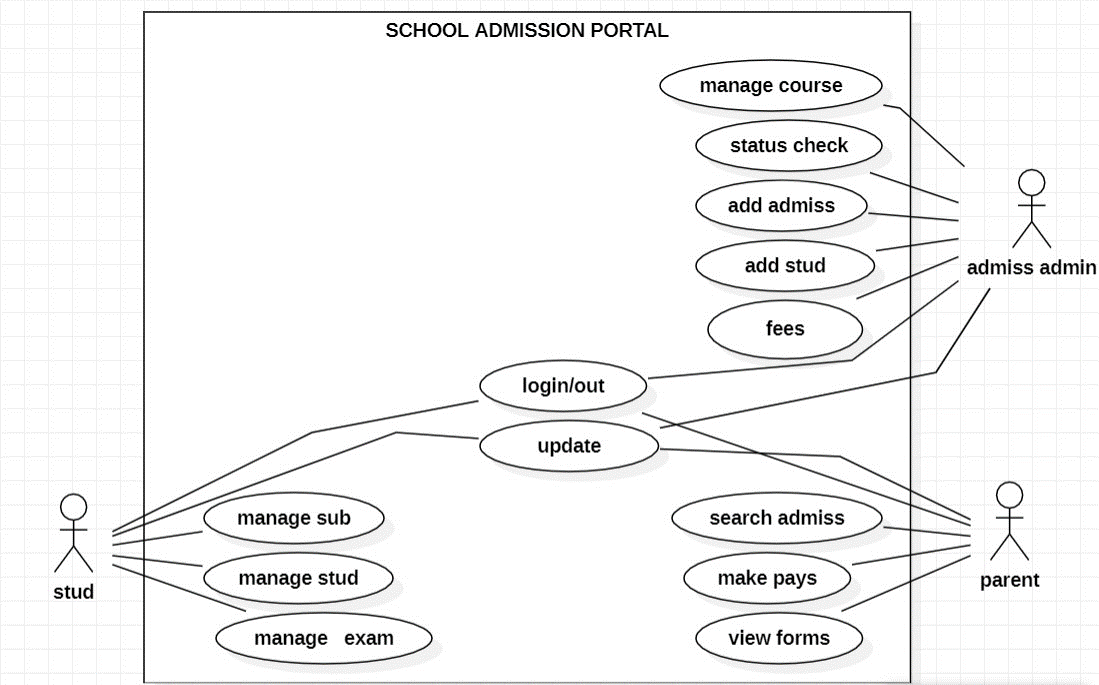 SCHOOL ADMISSION PORTAL
manage course
status check
add admiss
add stud
admiss admin
fees
login/out
update
manage sub
search admiss
manage stud
make pays
parent
stud
manage exam
view forms